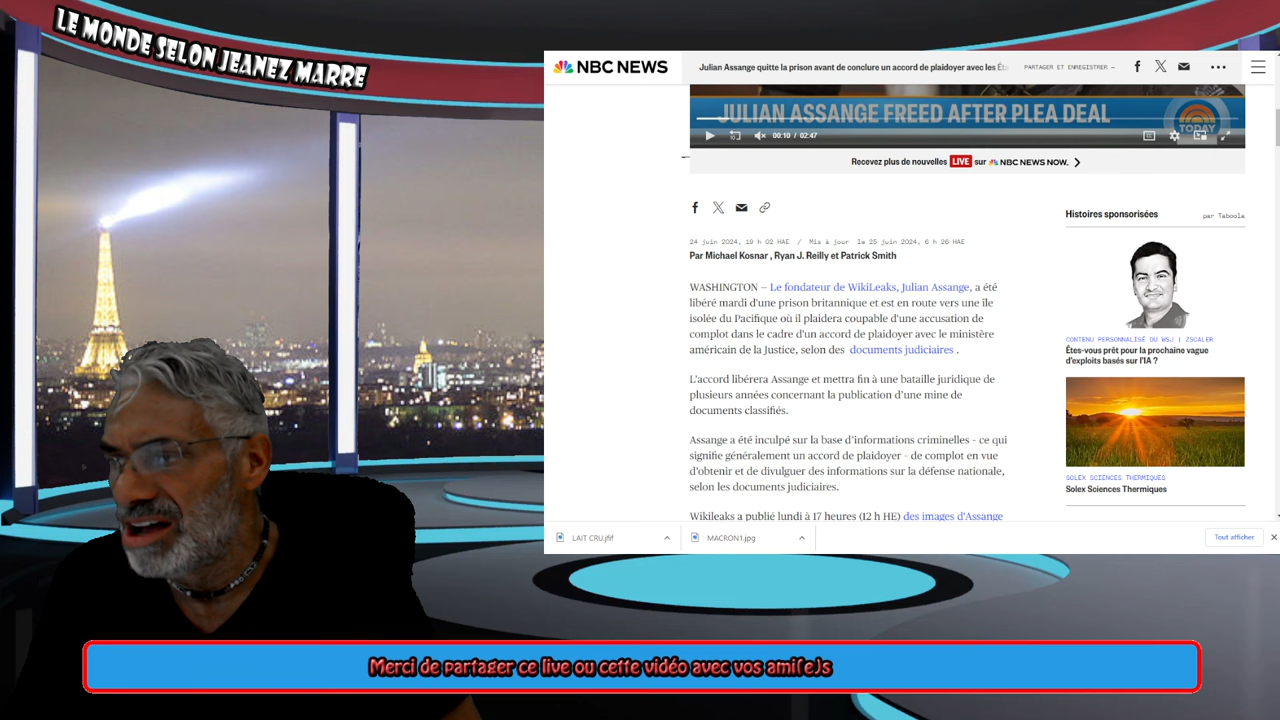 LE MONDE SELON JEANEZ MARRE
NBC NEWS
Julian Assange quitte la prison avant de conclure un accord de plaidoyer avec les Éts
PARTAGER ET ENREGISTRER —
JULIAN ASSANGE FREED AFTER PLEA DEAL
TODAY
10
00:10 / 02:47
Recevez plus de nouvelles LIVE sur NBC NEWS NOW.
Histoires sponsorisées
par Taboola
24 juin 2024, 19 h 02 HAE / Mis à jour le 25 juin 2024, 6 h 26 HAE
Par Michael Kosnar , Ryan J. Reilly et Patrick Smith
WASHINGTON — Le fondateur de WikiLeaks, Julian Assange, a été
libéré mardi d'une prison britannique et est en route vers une île
isolée du Pacifique où il plaidera coupable d'une accusation de
complot dans le cadre d'un accord de plaidoyer avec le ministère
américain de la Justice, selon des documents judiciaires .
L'accord libérera Assange et mettra fin à une bataille juridique de
plusieurs années concernant la publication d'une mine de
documents classifiés.
Assange a été inculpé sur la base d'informations criminelles - ce qui
signifie généralement un accord de plaidoyer - de complot en vue
d'obtenir et de divulguer des informations sur la défense nationale,
selon les documents judiciaires.
Wikileaks a publié lundi à 17 heures (12 h HE) des images d'Assange
CONTENU PERSONNALISÉ DU WSJ | ZSCALER
Êtes-vous prêt pour la prochaine vague
d'exploits basés sur l'IA ?
SOLEX SCIENCES THERMIQUES
Solex Sciences Thermiques
LAIT CRU.jfif
MACRON1.jpg
Tout afficher
Merci de partager ce live ou cette vidéo avec vos ami(e)s